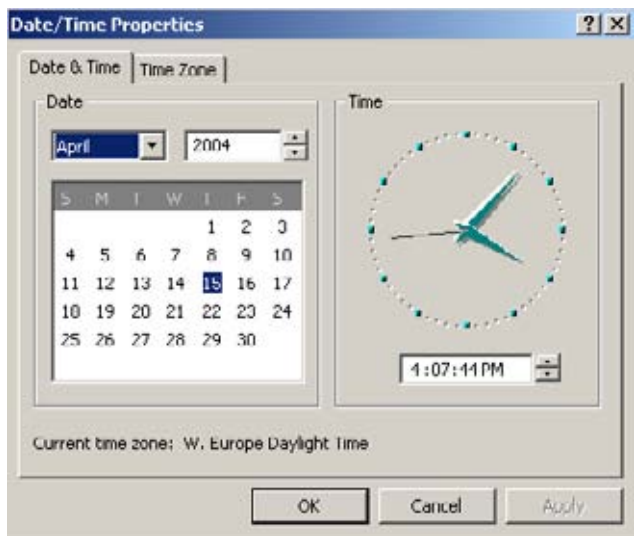 Date/Time Properties
Date & Time
Time Zone
Date
April
2004
S M T W T F S
1 2 3
4 5 6 7 8 9 10
11 12 13 14 15 16 17
18 19 20 21 22 23 24
25 26 27 28 29 30
Time
4:07:44 PM
Current time zone: W. Europe Daylight Time
OK
Cancel
Apply